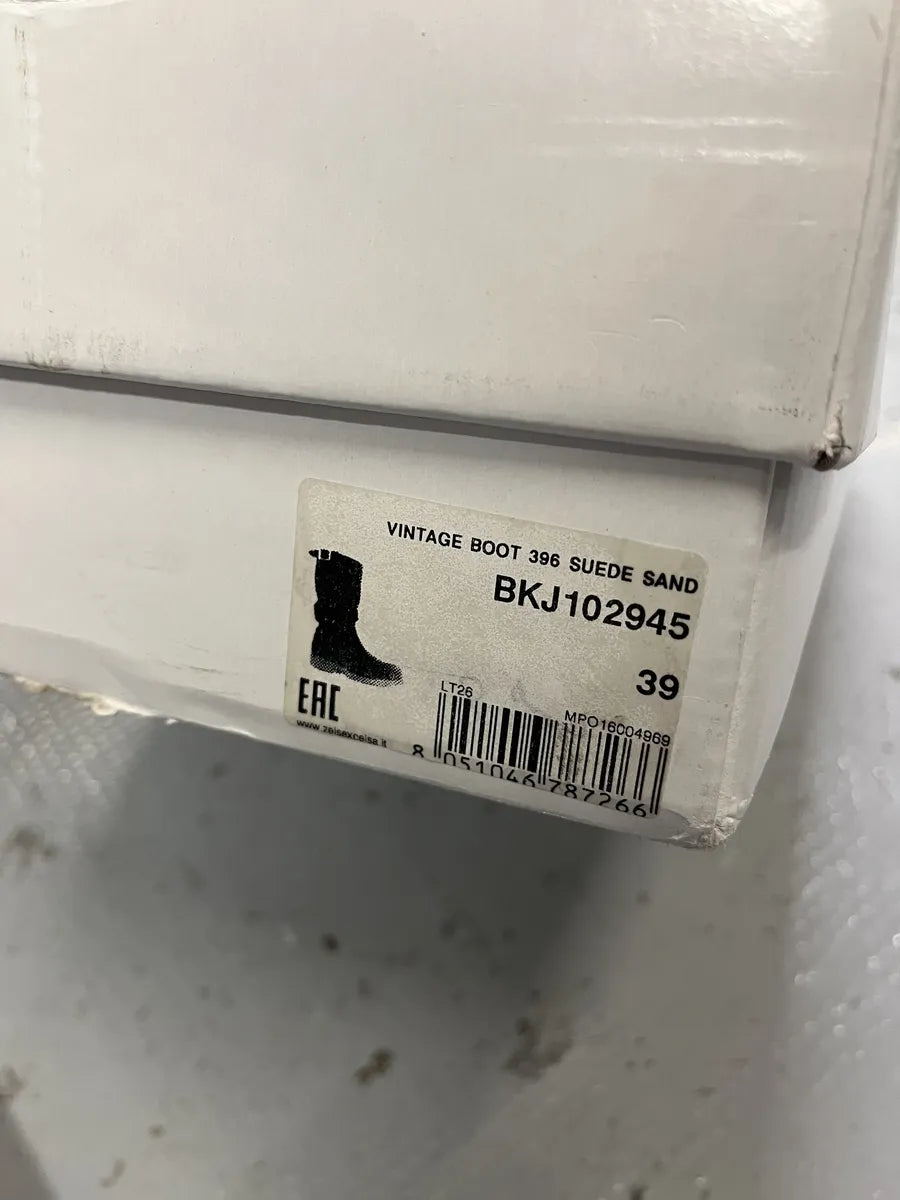 VINTAGE BOOT 396 SUEDE SAND
BKJ102945
39
EAC
www.zeisexcelsa.it
LT26
MPO16004969
8 051046 787266